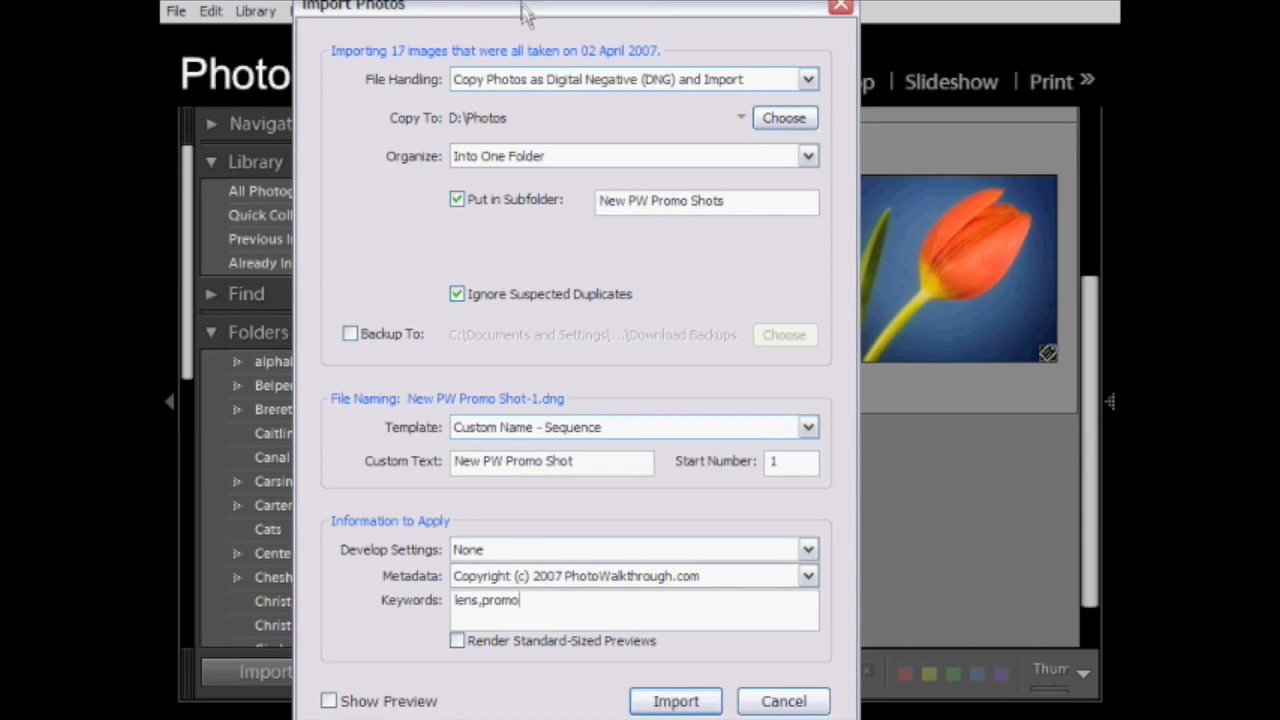 File Edit Library
Import Photos
Photo
Slideshow | Print
Importing 17 images that were all taken on 02 April 2007.
File Handling: Copy Photos as Digital Negative (DNG) and Import
Copy To: D:\Photos Choose
Organize: Into One Folder
Put in Subfolder: New PW Promo Shots
Ignore Suspected Duplicates
Backup To: C:\Documents and Settings\...\Download Backups Choose
File Naming: New PW Promo Shot-1.dng
Template: Custom Name - Sequence
Custom Text: New PW Promo Shot Start Number: 1
Information to Apply
Develop Settings: None
Metadata: Copyright (c) 2007 PhotoWalkthrough.com
Keywords: lens,promo
Render Standard-Sized Previews
Show Preview Import Cancel
Navigat
Library
All Photog
Quick Coll
Previous I
Already In
Find
Folders
alphal
Belpe
Breret
Caitlin
Canal
Carsin
Carter
Cats
Cente
Chesh
Christ
Christ
Import
Thum